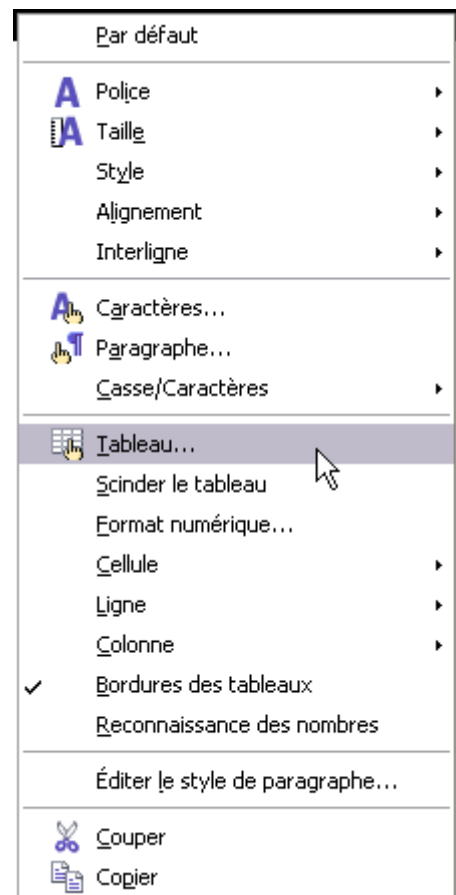 Par défaut
Police
Taille
Style
Alignement
Interligne
Caractères...
Paragraphe...
Casse/Caractères
Tableau...
Scinder le tableau
Format numérique...
Cellule
Ligne
Colonne
Bordures des tableaux
Reconnaissance des nombres
Éditer le style de paragraphe...
Couper
Copier